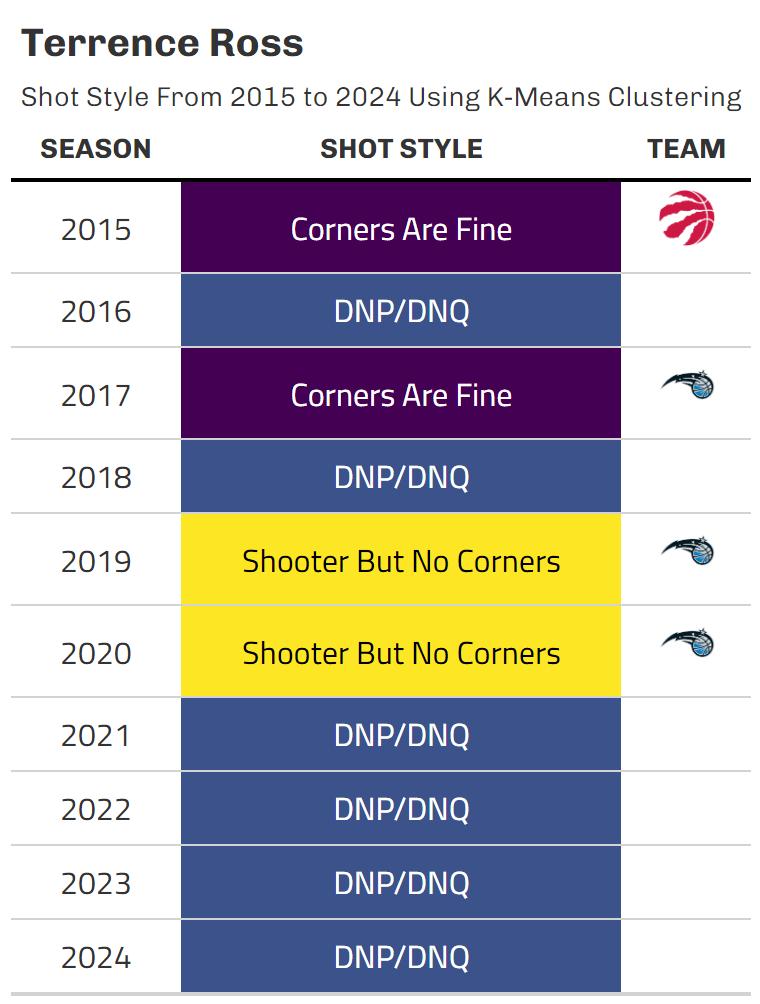 Terrence Ross
Shot Style From 2015 to 2024 Using K-Means Clustering
SEASON SHOT STYLE TEAM
2015 Corners Are Fine
2016 DNP/DNQ
2017 Corners Are Fine
2018 DNP/DNQ
2019 Shooter But No Corners
2020 Shooter But No Corners
2021 DNP/DNQ
2022 DNP/DNQ
2023 DNP/DNQ
2024 DNP/DNQ